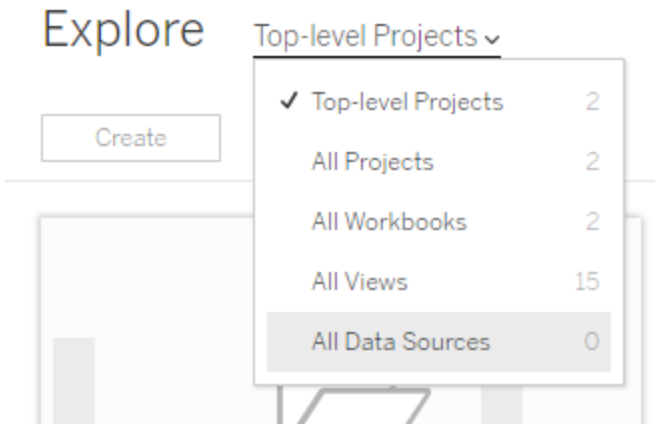 Explore
Top-level Projects
Top-level Projects 2
Create
All Projects 2
All Workbooks 2
All Views 15
All Data Sources 0